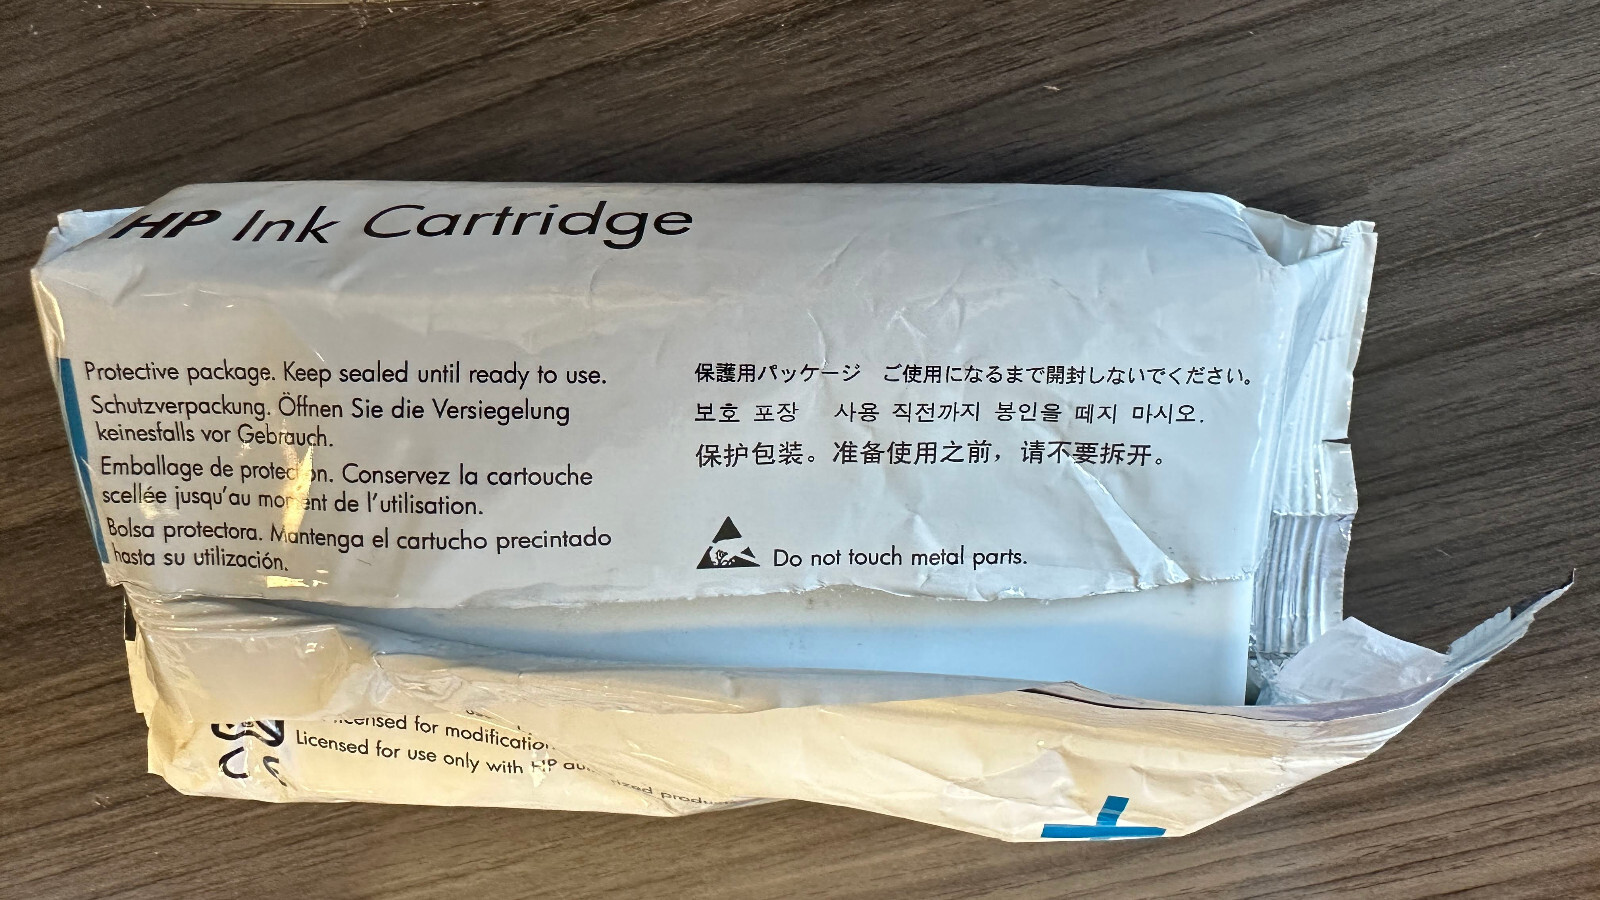 HP Ink Cartridge
Protective package. Keep sealed until ready to use.
Schutzverpackung. Öffnen Sie die Versiegelung
keinesfalls vor Gebrauch.
Emballage de protection. Conservez la cartouche
scellée jusqu'au moment de l'utilisation.
Bolsa protectora. Mantenga el cartucho precintado
hasta su utilización.
保護用パッケージ ご使用になるまで開封しないでください。
보호 포장 사용 직전까지 봉인을 떼지 마시오.
保护包装。准备使用之前，请不要拆开。
Do not touch metal parts.
for modification
Licensed for use only with HP